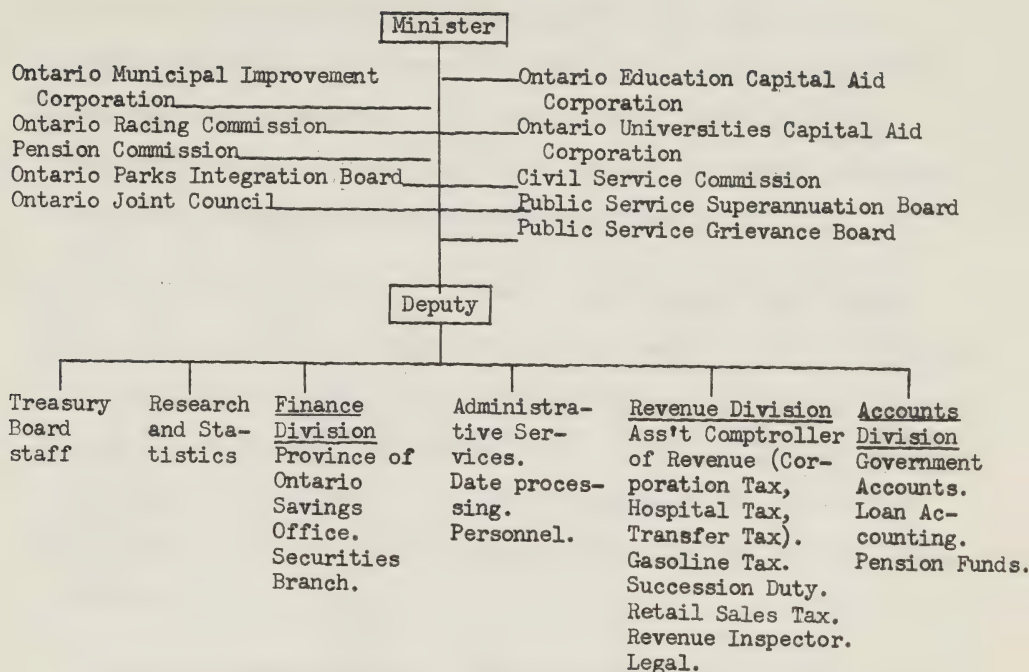 Minister
Ontario Municipal Improvement
Corporation
Ontario Racing Commission
Pension Commission
Ontario Parks Integration Board
Ontario Joint Council
Ontario Education Capital Aid
Corporation
Ontario Universities Capital Aid
Corporation
Civil Service Commission
Public Service Superannuation Board
Public Service Grievance Board
Deputy
Treasury
Board
staff
Research
and Sta-
tistics
Finance
Division
Province of
Ontario
Savings
Office.
Securities
Branch.
Administra-
tive Ser-
vices.
Date proces-
sing.
Personnel.
Revenue Division
Ass't Comptroller
of Revenue (Cor-
poration Tax,
Hospital Tax,
Transfer Tax).
Gasoline Tax.
Succession Duty.
Retail Sales Tax.
Revenue Inspector.
Legal.
Accounts
Division
Government
Accounts.
Loan Ac-
counting.
Pension Funds.